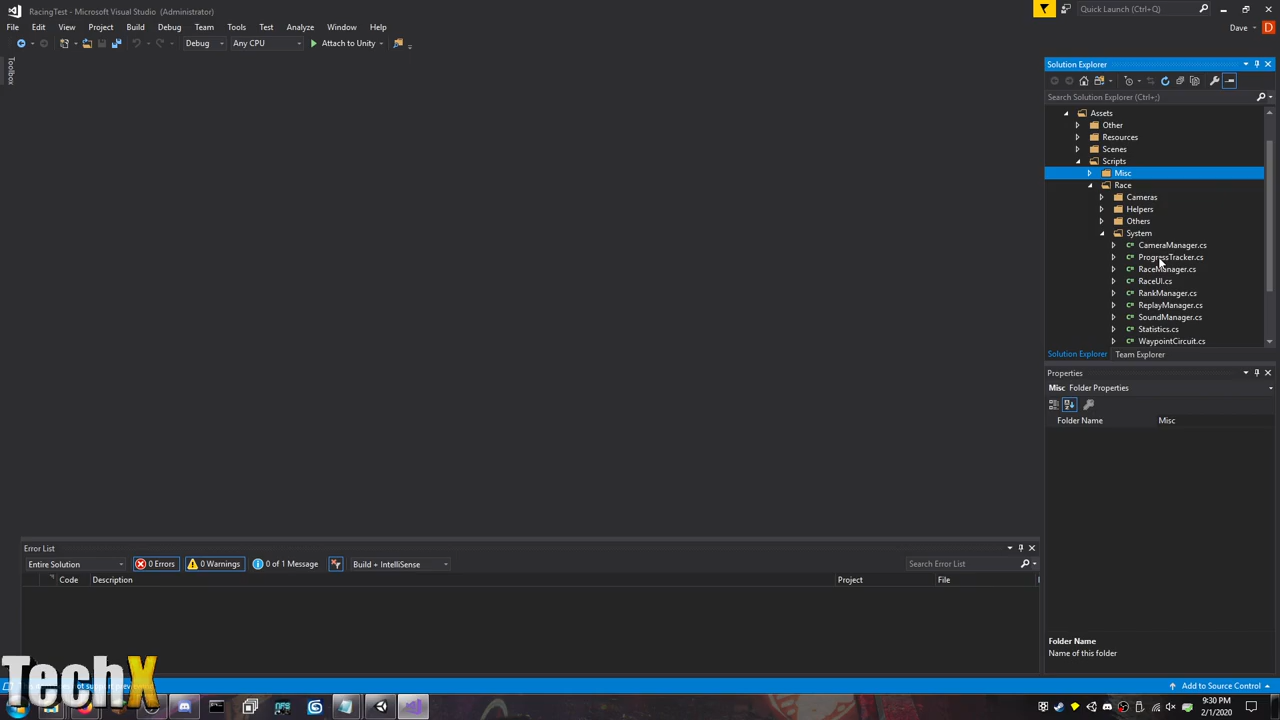 RacingTest - Microsoft Visual Studio (Administrator)
Quick Launch (Ctrl+Q)
File Edit View Project Build Debug Team Tools Test Analyze Window Help
Dave D
Debug Any CPU Attach to Unity
Toolbox
Solution Explorer
Search Solution Explorer (Ctrl+;)
Assets
Other
Resources
Scenes
Scripts
Misc
Race
Cameras
Helpers
Others
System
CameraManager.cs
ProgressTracker.cs
RaceManager.cs
RaceUI.cs
RankManager.cs
ReplayManager.cs
SoundManager.cs
Statistics.cs
WaypointCircuit.cs
Solution Explorer Team Explorer
Properties
Misc Folder Properties
Folder Name Misc
Folder Name
Name of this folder
Error List
Entire Solution 0 Errors 0 Warnings 0 of 1 Message Build + IntelliSense Search Error List
Code Description Project File
TechX
Add to Source Control
9:30 PM
2/1/2020